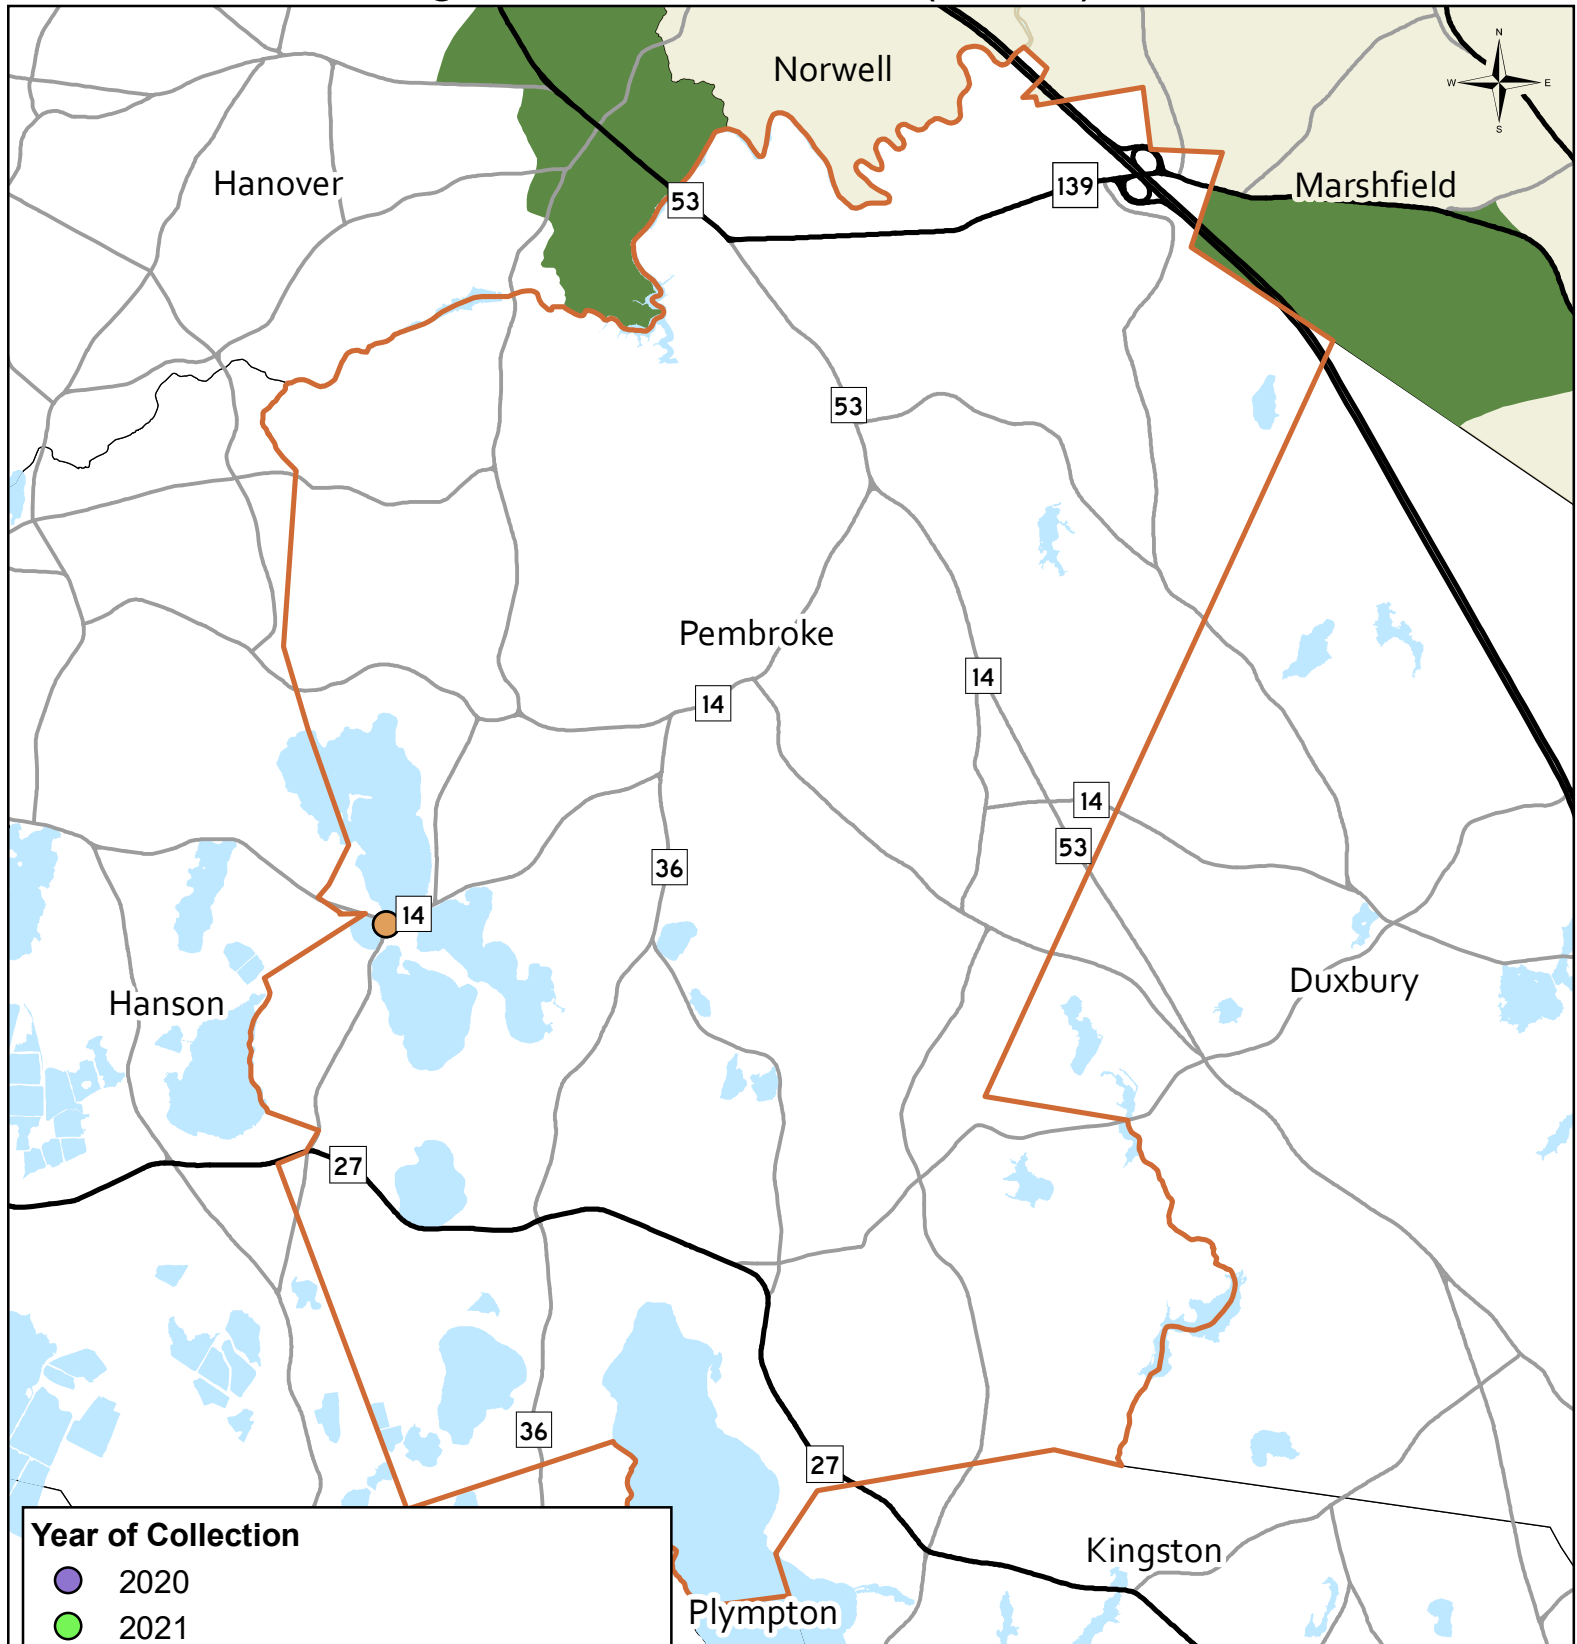 Norwell
N
W
E
S
Hanover
53
139
Marshfield
53
Pembroke
14
14
14
53
36
14
Duxbury
Hanson
27
36
27
Kingston
Plympton
Year of Collection
2020
2021